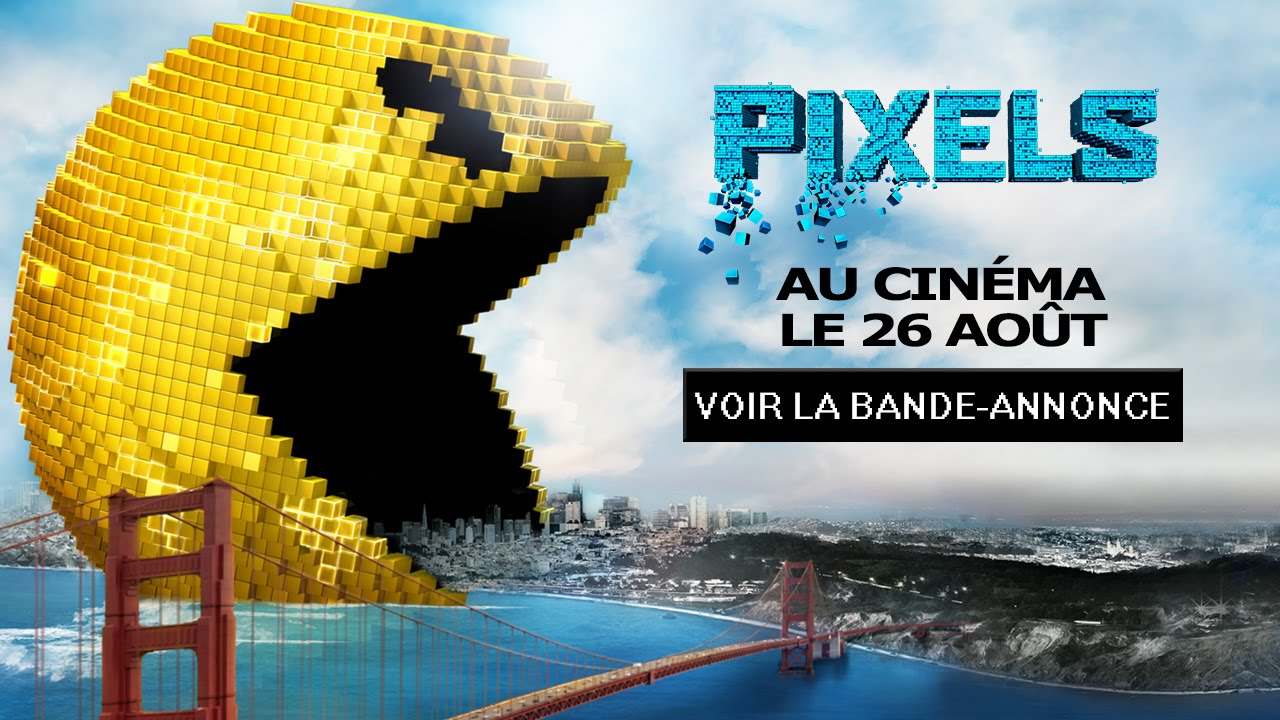 PIXELS
AU CINÉMA
LE 26 AOÛT
VOIR LA BANDE-ANNONCE